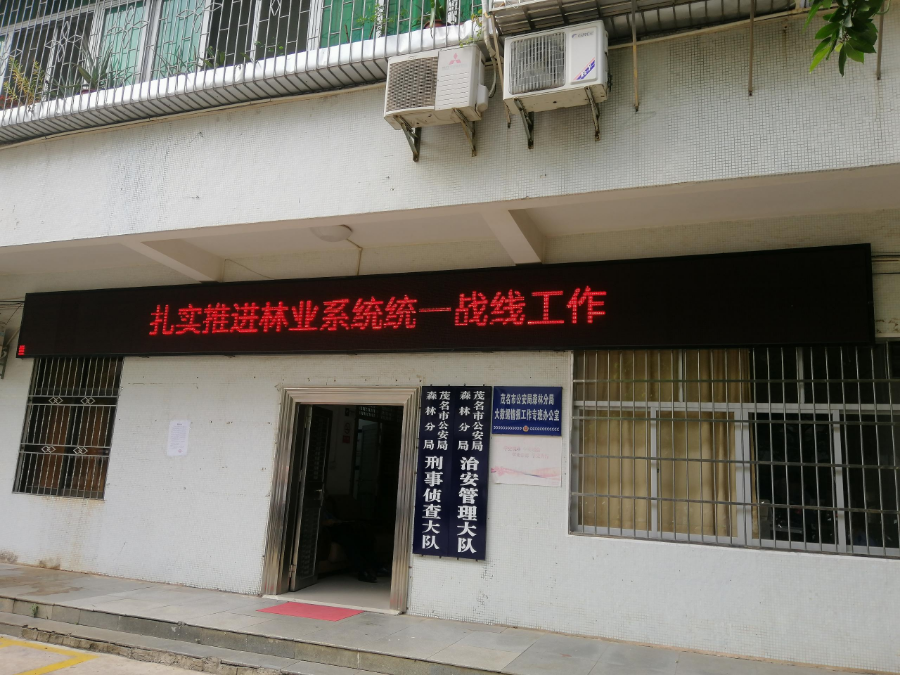 扎实推进林业系统统一战线工作
茂名市公安局
森林分局
刑事侦查大队
茂名市公安局
森林分局
治安管理大队
茂名市公安局森林分局
大数据情报工作专班办公室